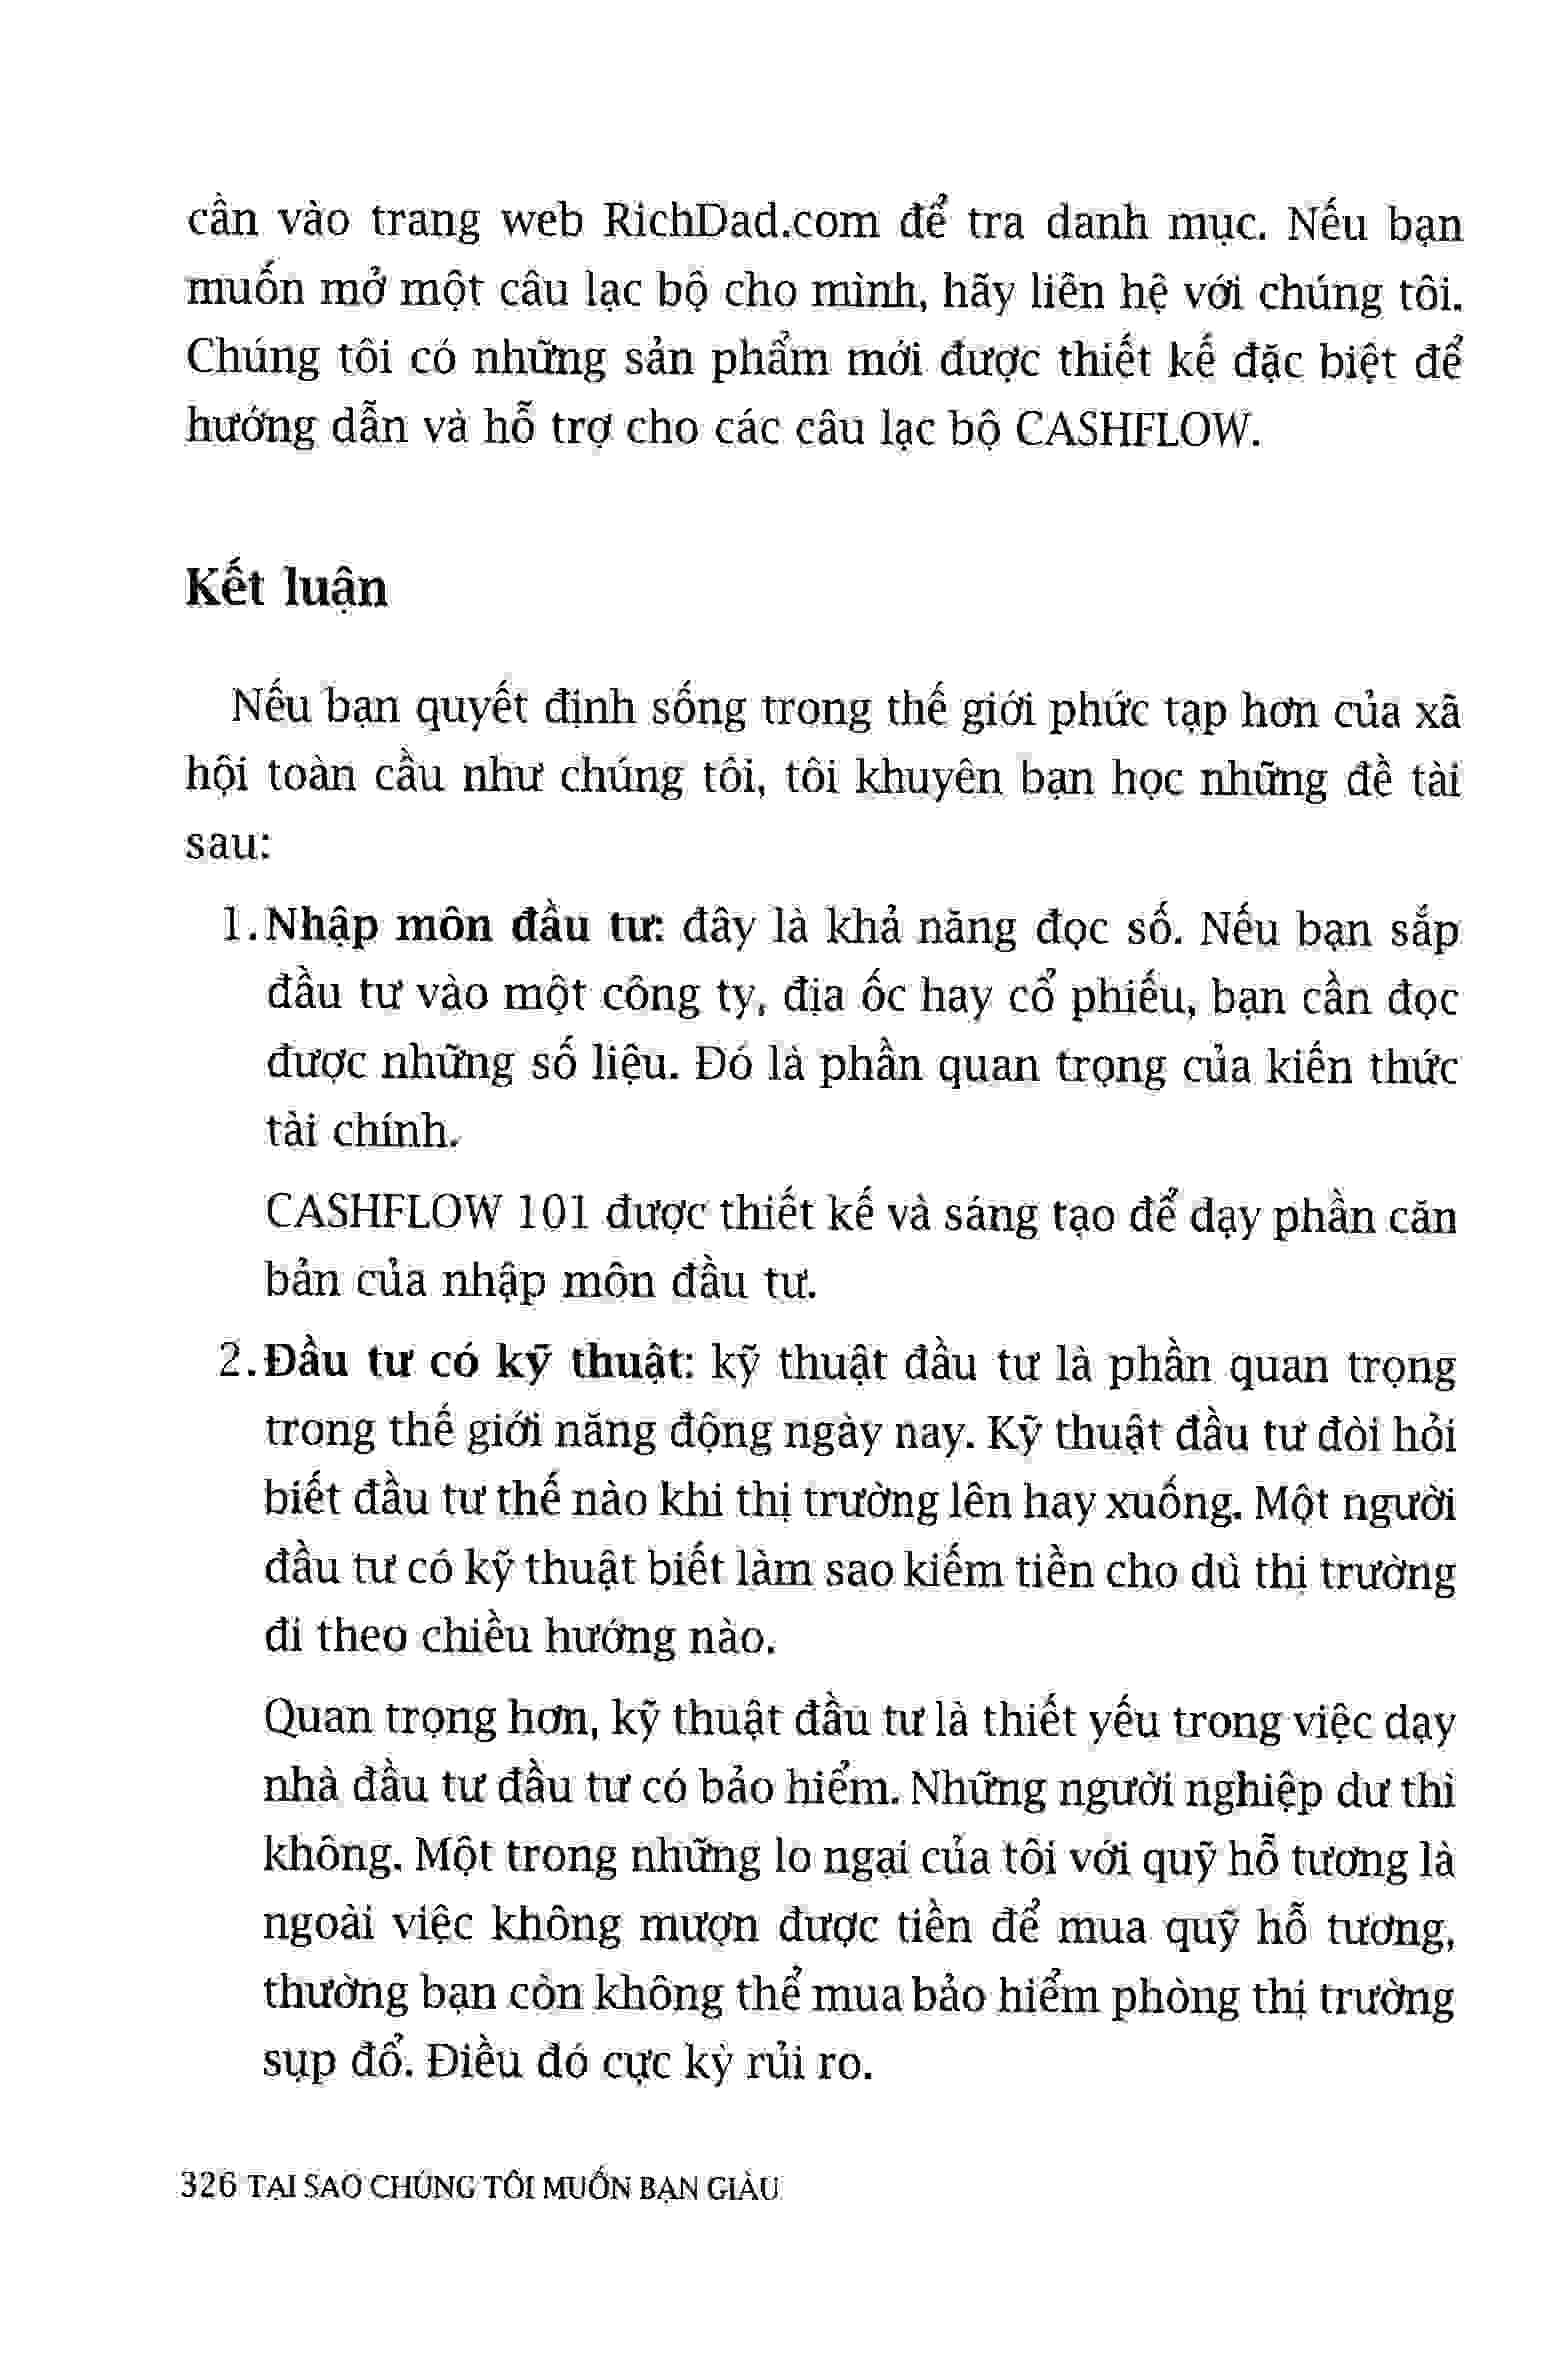 cần vào trang web RichDad.com để tra danh mục. Nếu bạn
muốn mở một câu lạc bộ cho mình, hãy liên hệ với chúng tôi.
Chúng tôi có những sản phẩm mới được thiết kế đặc biệt để
hướng dẫn và hỗ trợ cho các câu lạc bộ CASHFLOW.
Kết luận
Nếu bạn quyết định sống trong thế giới phức tạp hơn của xã
hội toàn cầu như chúng tôi, tôi khuyên bạn học những đề tài
sau:
1. Nhập môn đầu tư: đây là khả năng đọc số. Nếu bạn sắp
đầu tư vào một công ty, địa ốc hay cổ phiếu, bạn cần đọc
được những số liệu. Đó là phần quan trọng của kiến thức
tài chính.
CASHFLOW 101 được thiết kế và sáng tạo để dạy phần căn
bản của nhập môn đầu tư.
2. Đầu tư có kỹ thuật: kỹ thuật đầu tư là phần quan trọng
trong thế giới năng động ngày nay. Kỹ thuật đầu tư đòi hỏi
biết đầu tư thế nào khi thị trường lên hay xuống. Một người
đầu tư có kỹ thuật biết làm sao kiếm tiền cho dù thị trường
đi theo chiều hướng nào.
Quan trọng hơn, kỹ thuật đầu tư là thiết yếu trong việc dạy
nhà đầu tư đầu tư có bảo hiểm. Những người nghiệp dư thì
không. Một trong những lo ngại của tôi với quỹ hỗ tương là
ngoài việc không mượn được tiền để mua quỹ hỗ tương,
thường bạn còn không thể mua bảo hiểm phòng thị trường
sụp đổ. Điều đó cực kỳ rủi ro.
326 TẠI SAO CHÚNG TÔI MUỐN BẠN GIÀU